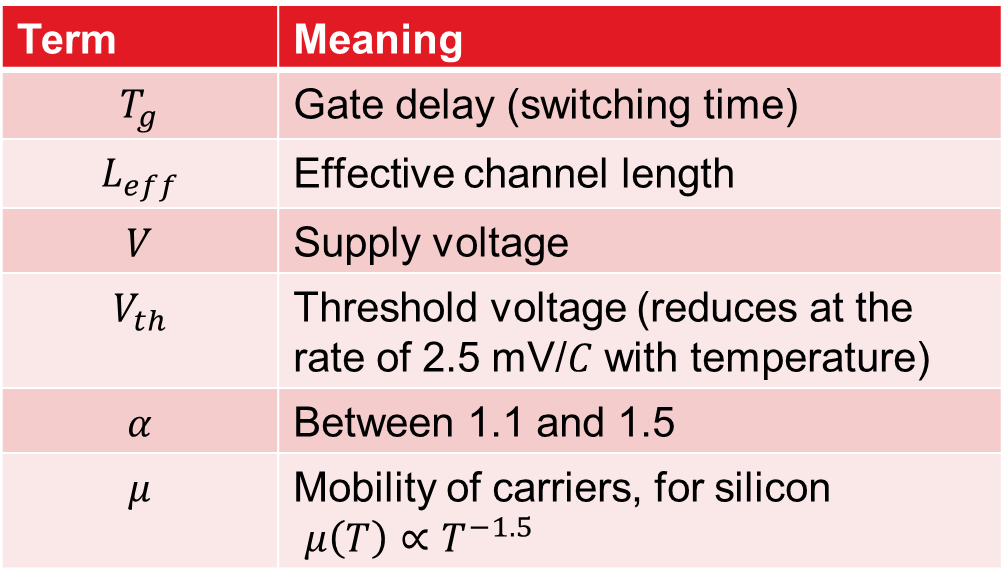 Term Meaning
T_g Gate delay (switching time)
L_eff Effective channel length
V Supply voltage
V_th Threshold voltage (reduces at the
rate of 2.5 mV/C with temperature)
α Between 1.1 and 1.5
μ Mobility of carriers, for silicon
μ(T) ∝ T^−1.5